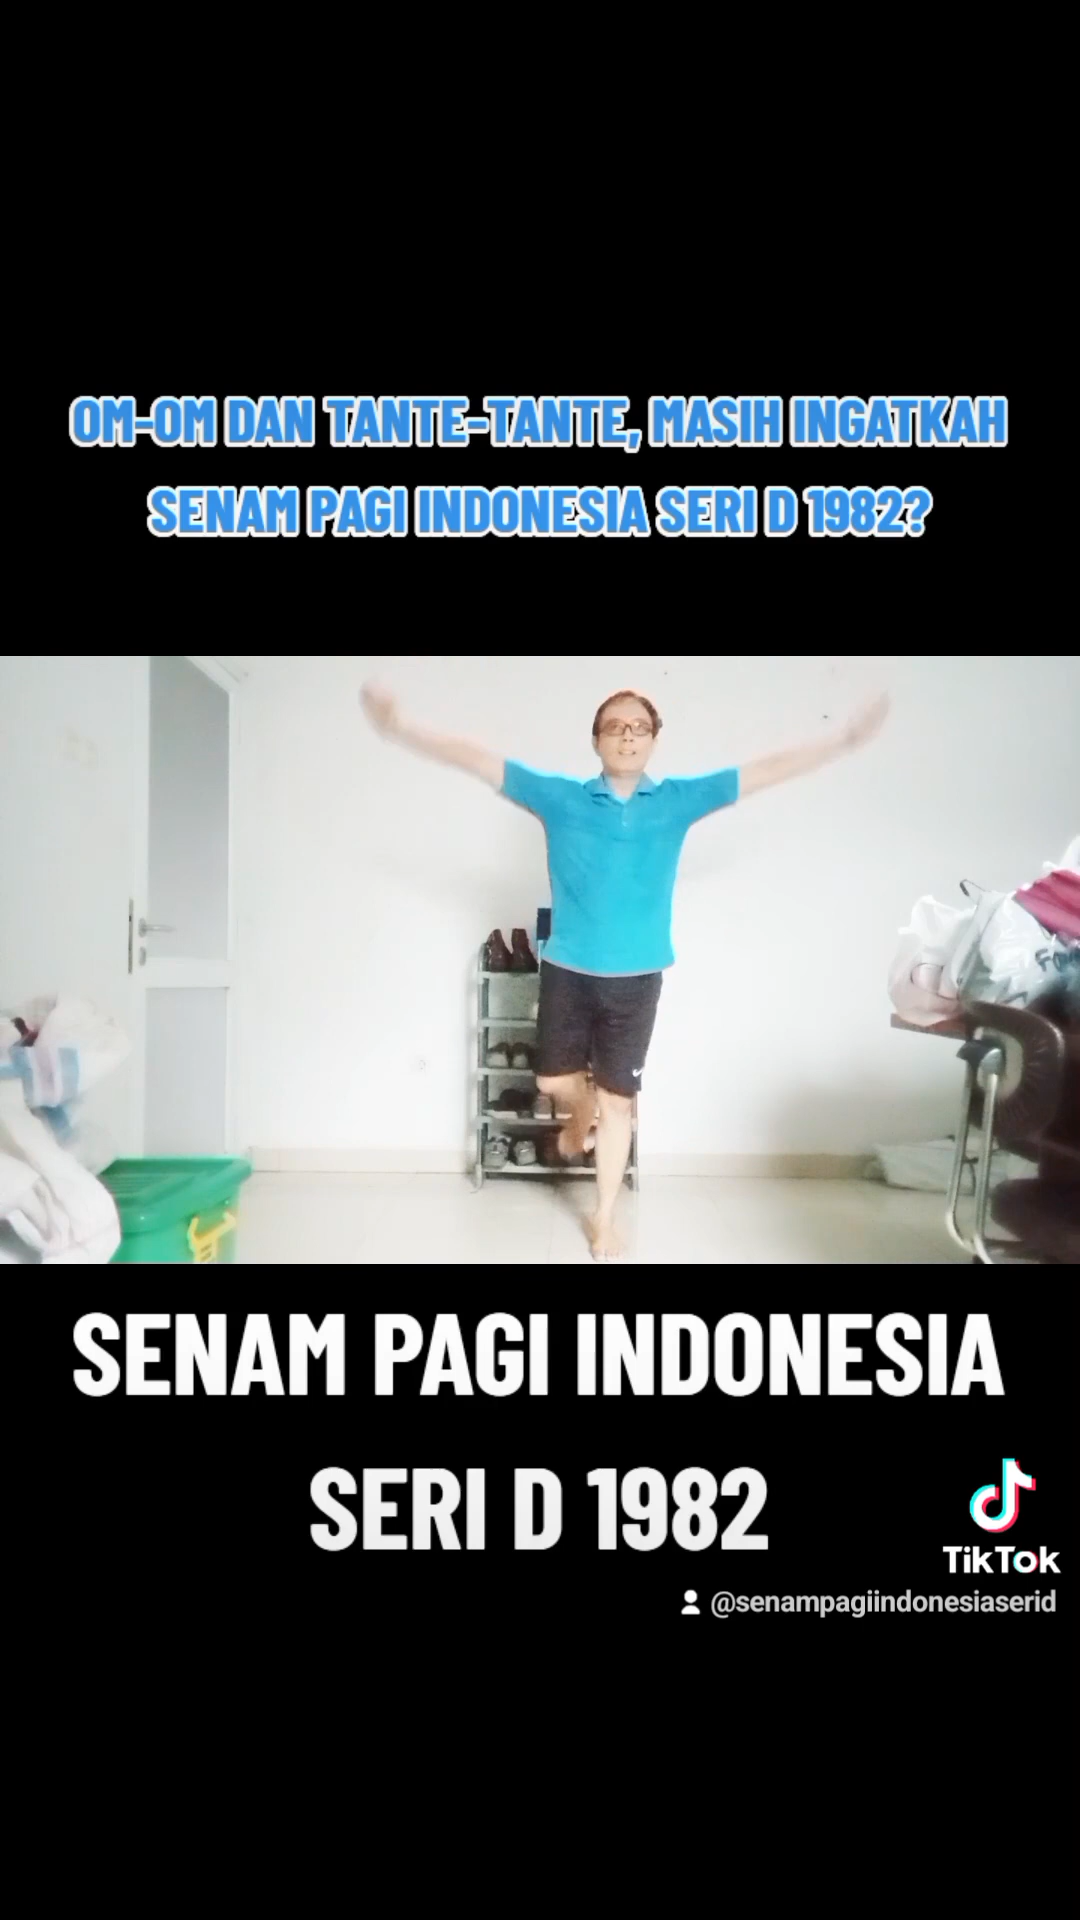 OM-OM DAN TANTE-TANTE, MASIH INGATKAH
SENAM PAGI INDONESIA SERI D 1982?
SENAM PAGI INDONESIA
SERI D 1982
TikTok
@senampagiindonesiaserid